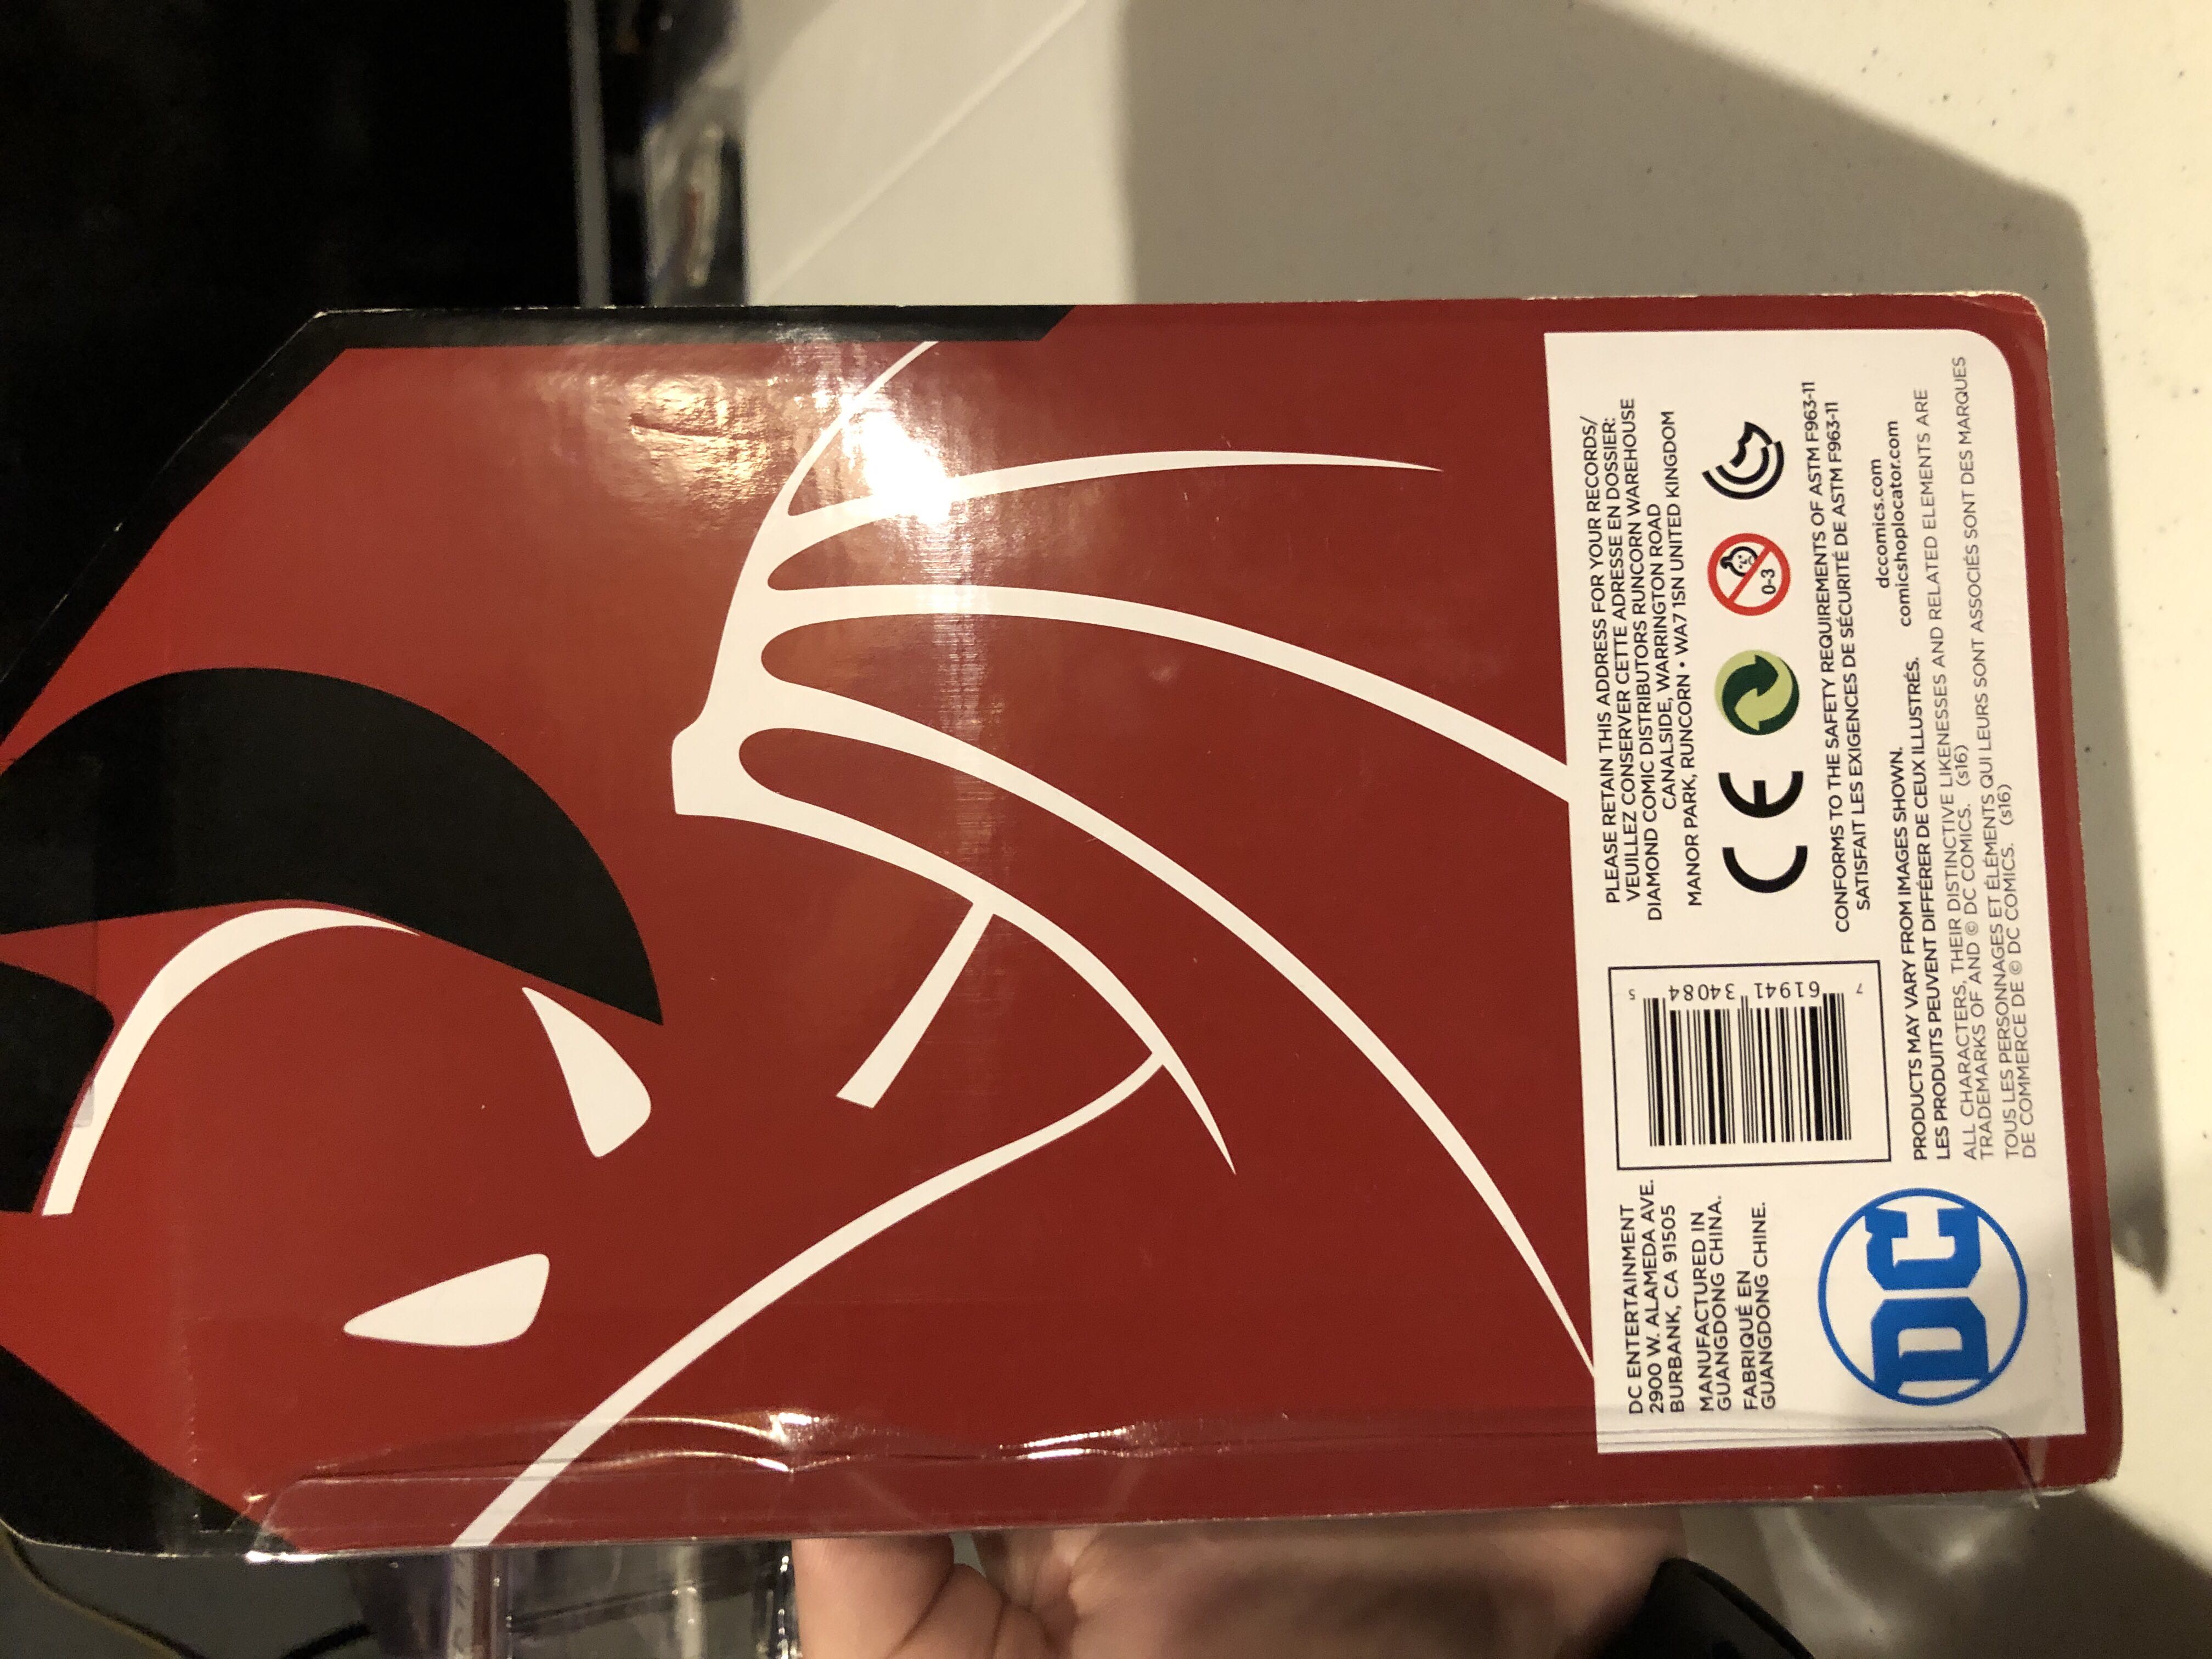 PLEASE RETAIN THIS ADDRESS FOR YOUR RECORDS/
VEUILLEZ CONSERVER CETTE ADRESSE EN DOSSIER:
DIAMOND COMIC DISTRIBUTORS RUNCORN WAREHOUSE
CANALSIDE, WARRINGTON ROAD
MANOR PARK, RUNCORN • WA7 1SN UNITED KINGDOM
CE
0-3
CONFORMS TO THE SAFETY REQUIREMENTS OF ASTM F963-11
SATISFAIT LES EXIGENCES DE SÉCURITÉ DE ASTM F963-11
DC ENTERTAINMENT
2900 W. ALAMEDA AVE.
BURBANK, CA 91505
MANUFACTURED IN
GUANGDONG CHINA.
FABRIQUÉ EN
GUANGDONG CHINE.
7 61941 34084 5
dccomics.com
comicshoplocator.com
DC
PRODUCTS MAY VARY FROM IMAGES SHOWN.
LES PRODUITS PEUVENT DIFFÉRER DE CEUX ILLUSTRÉS.
ALL CHARACTERS, THEIR DISTINCTIVE LIKENESSES AND RELATED ELEMENTS ARE
TRADEMARKS OF AND © DC COMICS. (s16)
TOUS LES PERSONNAGES ET ÉLÉMENTS QUI LEURS SONT ASSOCIÉS SONT DES MARQUES
DE COMMERCE DE © DC COMICS. (s16)